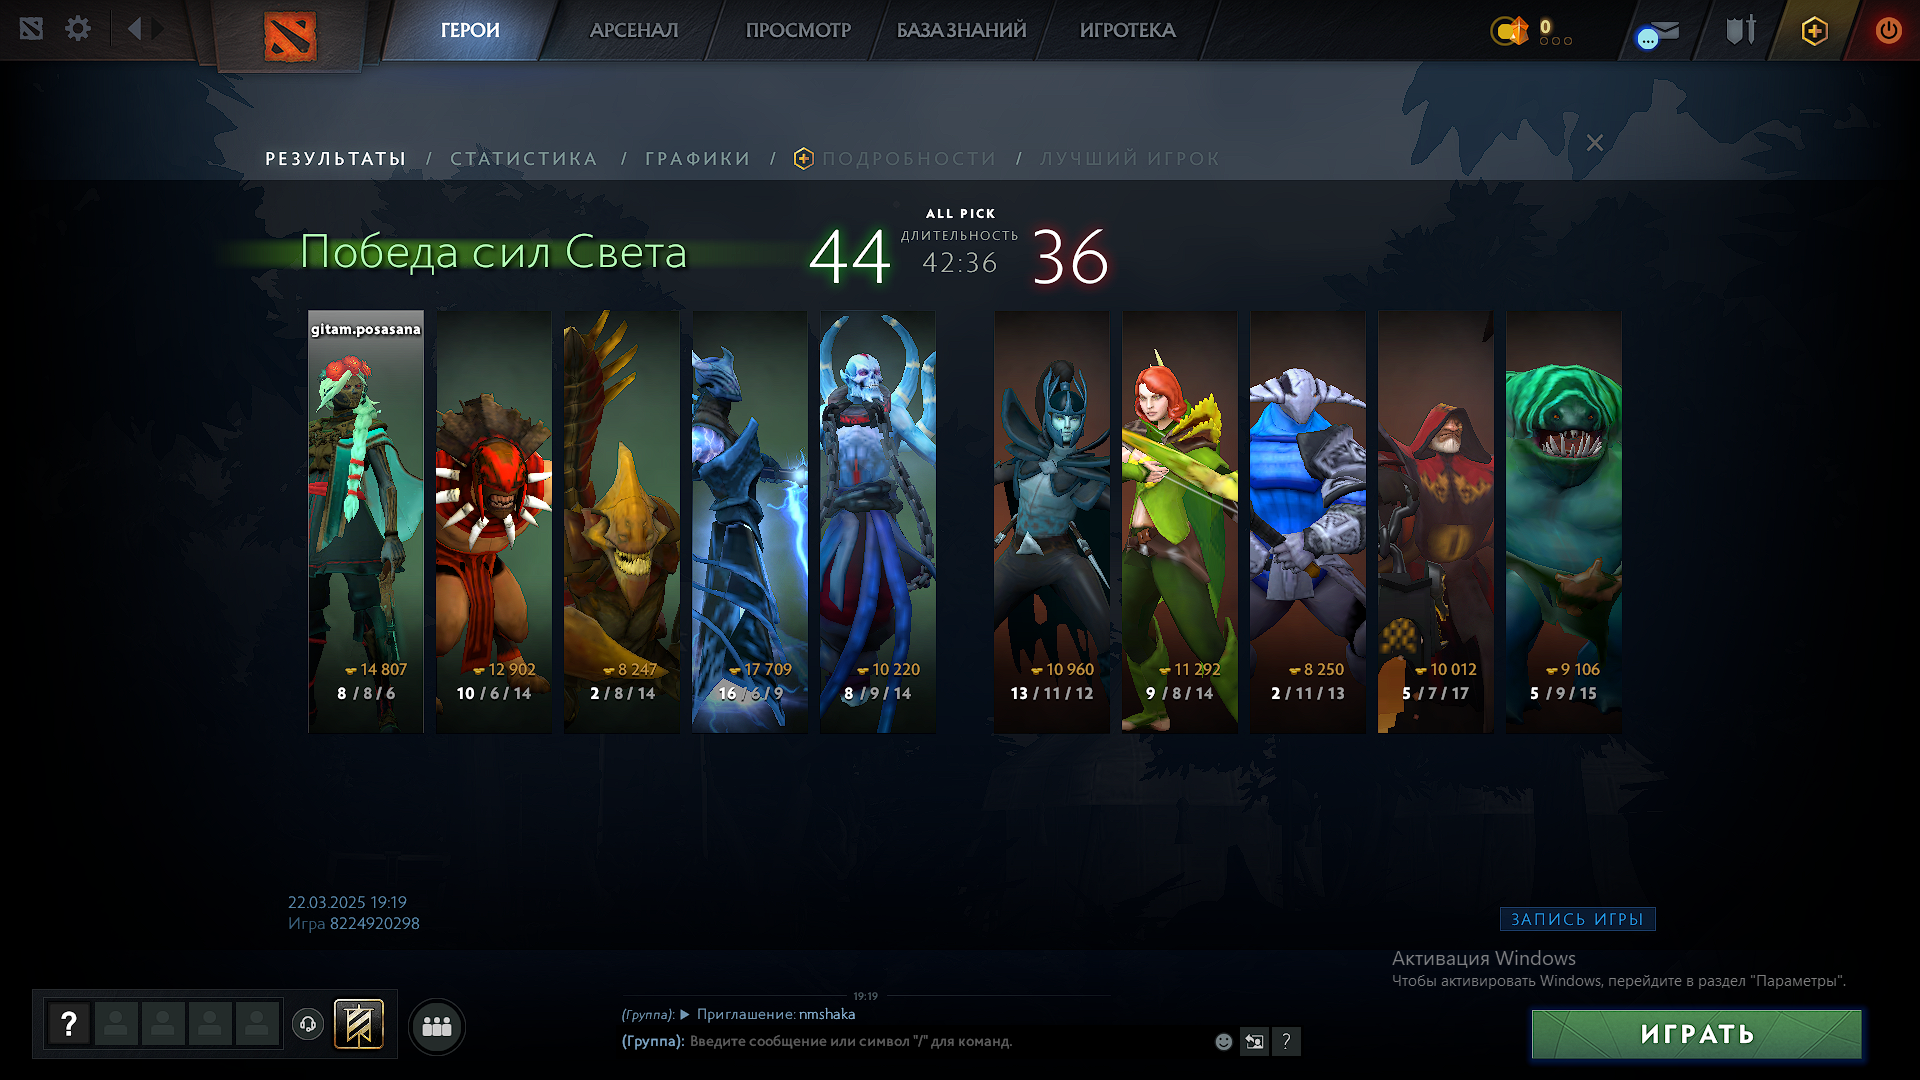 ГЕРОИ
АРСЕНАЛ
ПРОСМОТР
БАЗА ЗНАНИЙ
ИГРОТЕКА
0
РЕЗУЛЬТАТЫ / СТАТИСТИКА / ГРАФИКИ / ПОДРОБНОСТИ / ЛУЧШИЙ ИГРОК
Победа сил Света
44
ALL PICK
ДЛИТЕЛЬНОСТЬ
42:36
36
gitam.posasana
14 807
8 / 8 / 6
12 902
10 / 6 / 14
8 247
2 / 8 / 14
17 709
16 / 6 / 9
10 220
8 / 9 / 14
10 960
13 / 11 / 12
11 292
9 / 8 / 14
8 250
2 / 11 / 13
10 012
5 / 7 / 17
9 106
5 / 9 / 15
22.03.2025 19:19
Игра 8224920298
ЗАПИСЬ ИГРЫ
Активация Windows
Чтобы активировать Windows, перейдите в раздел "Параметры".
?
19:19
(Группа): Приглашение: nmshaka
(Группа): Введите сообщение или символ "/" для команд.
?
ИГРАТЬ